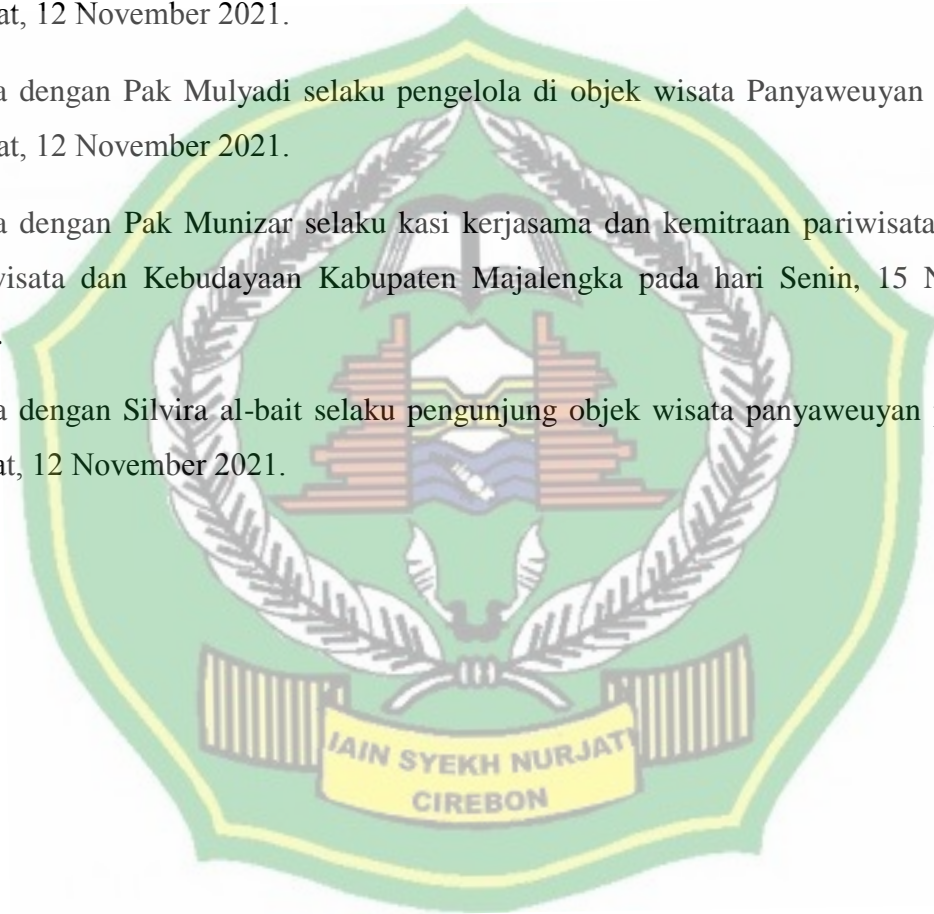 at, 12 November 2021.
a dengan Pak Mulyadi selaku pengelola di objek wisata Panyaweuyan
at, 12 November 2021.
a dengan Pak Munizar selaku kasi kerjasama dan kemitraan pariwisata
wisata dan Kebudayaan Kabupaten Majalengka pada hari Senin, 15 N
.
a dengan Silvira al-bait selaku pengunjung objek wisata panyaweuyan
at, 12 November 2021.
IAIN SYEKH NURJATI
CIREBON